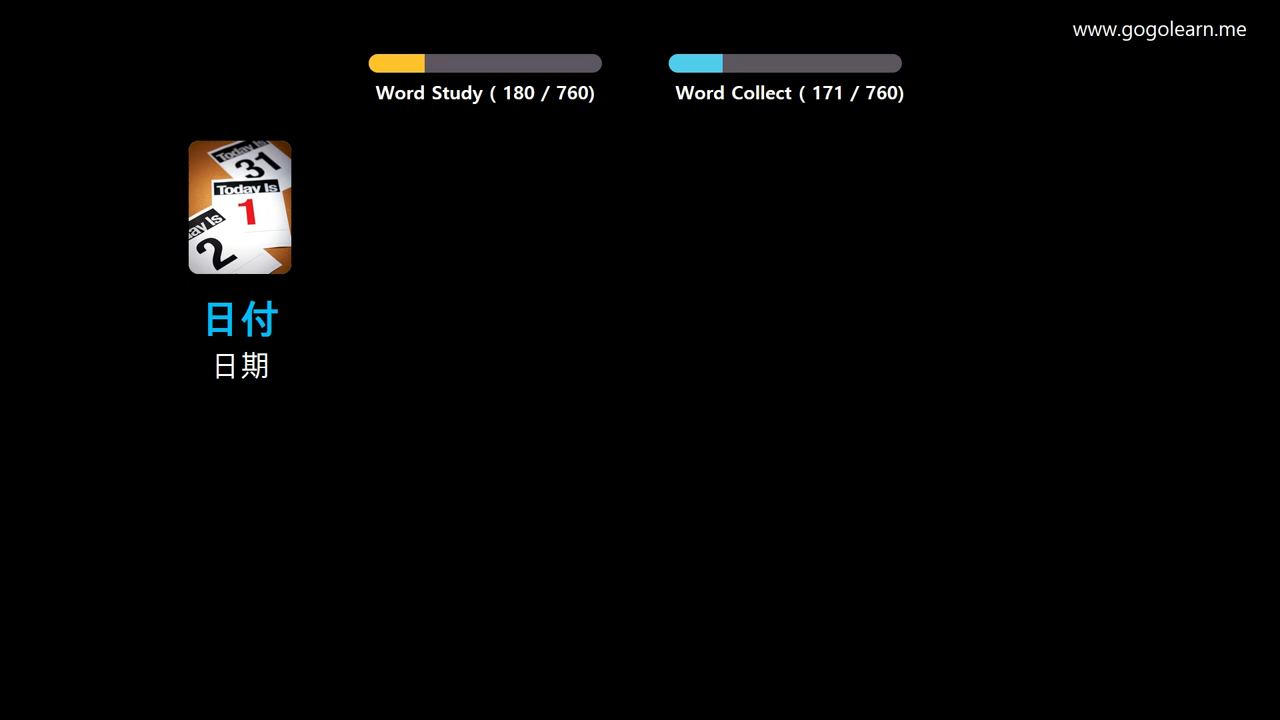 www.gogolearn.me
Word Study ( 180 / 760)
Word Collect ( 171 / 760)
Today Is
31
Today Is
1
ay Is
2
日付
日期